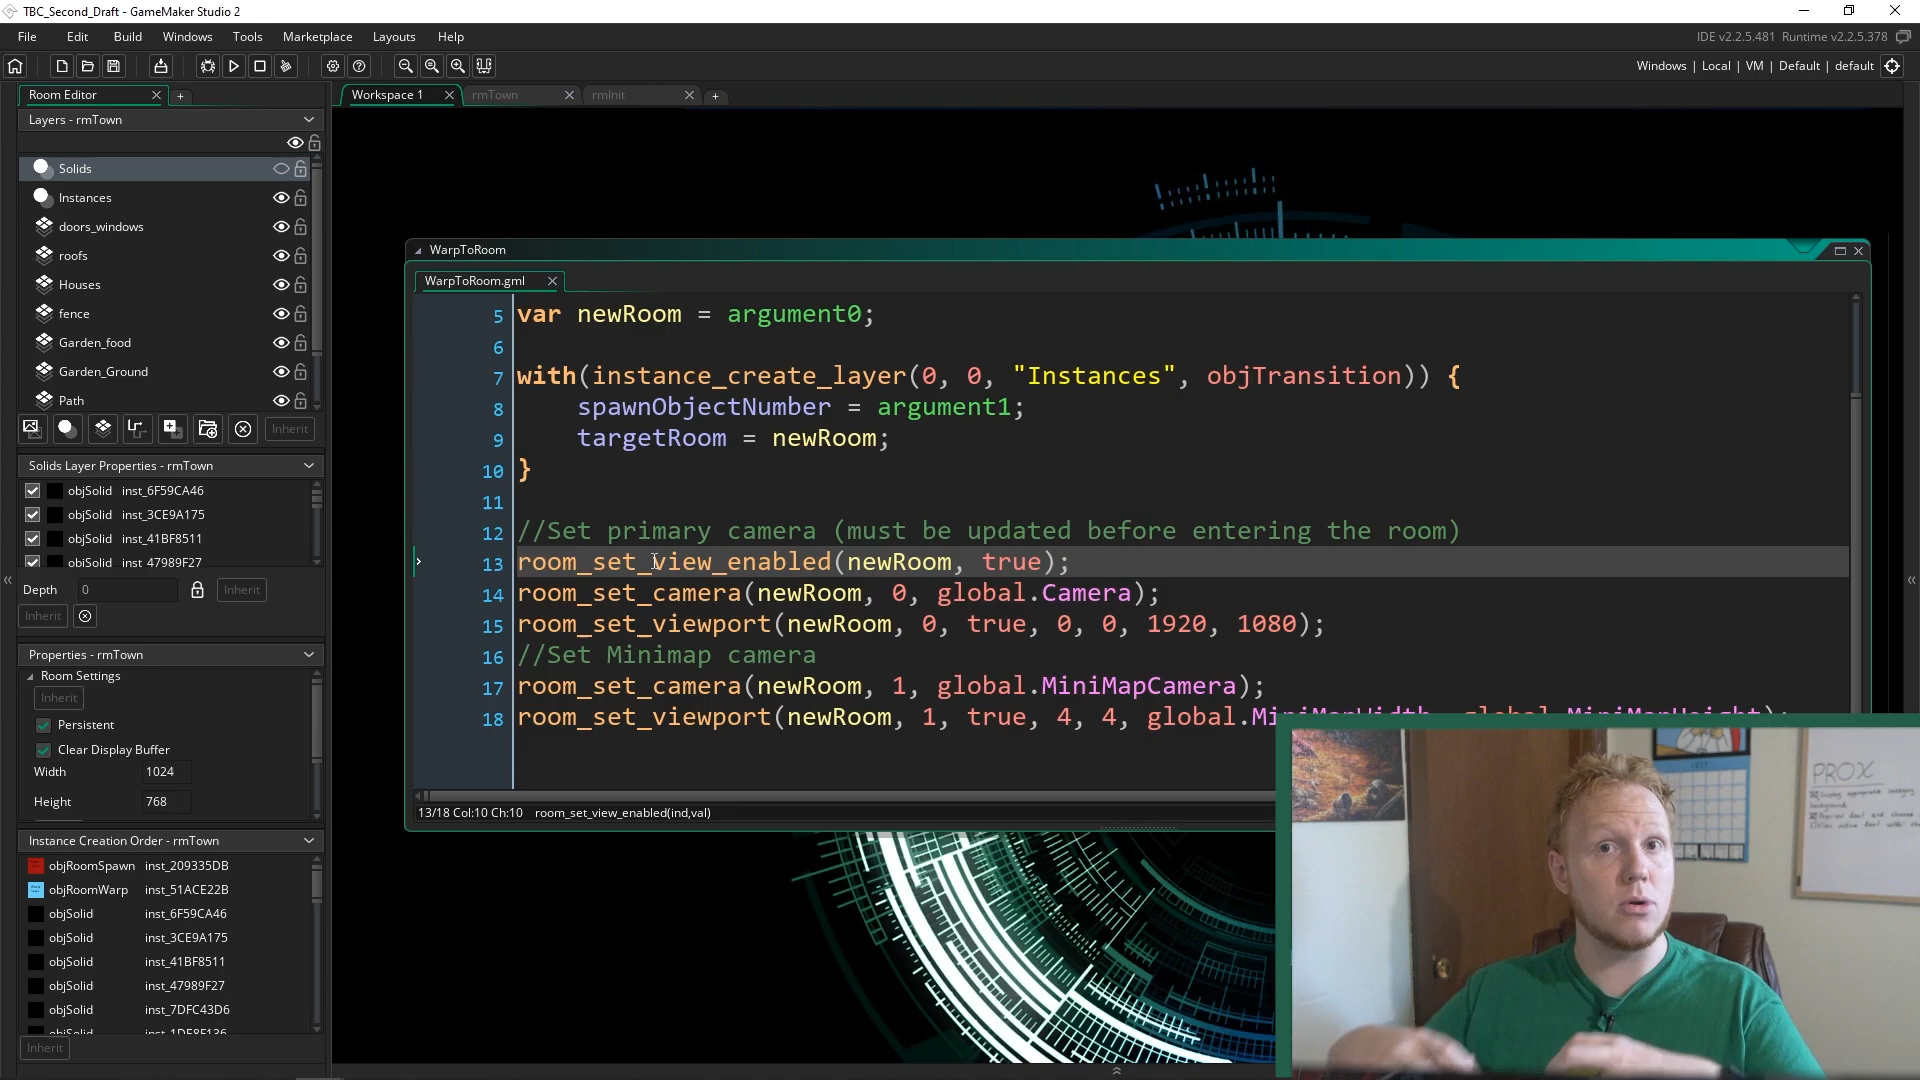 TBC_Second_Draft - GameMaker Studio 2
File Edit Build Windows Tools Marketplace Layouts Help
IDE v2.2.5.481 Runtime v2.2.5.378
Windows | Local | VM | Default | default
Room Editor
Workspace 1 rmTown rmInit
Layers - rmTown
Solids
Instances
doors_windows
roofs
Houses
fence
Garden_food
Garden_Ground
Path
Inherit
Solids Layer Properties - rmTown
objSolid inst_6F59CA46
objSolid inst_3CE9A175
objSolid inst_41BF8511
objSolid inst_47989F27
Depth 0 Inherit
Inherit
Properties - rmTown
Room Settings
Inherit
Persistent
Clear Display Buffer
Width 1024
Height 768
Instance Creation Order - rmTown
objRoomSpawn inst_209335DB
objRoomWarp inst_51ACE22B
objSolid inst_6F59CA46
objSolid inst_3CE9A175
objSolid inst_41BF8511
objSolid inst_47989F27
objSolid inst_7DFC43D6
objSolid inst_1DE8F136
Inherit
WarpToRoom
WarpToRoom.gml
5 var newRoom = argument0;
6
7 with(instance_create_layer(0, 0, "Instances", objTransition)) {
8 spawnObjectNumber = argument1;
9 targetRoom = newRoom;
10 }
11
12 //Set primary camera (must be updated before entering the room)
13 room_set_view_enabled(newRoom, true);
14 room_set_camera(newRoom, 0, global.Camera);
15 room_set_viewport(newRoom, 0, true, 0, 0, 1920, 1080);
16 //Set Minimap camera
17 room_set_camera(newRoom, 1, global.MiniMapCamera);
18 room_set_viewport(newRoom, 1, true, 4, 4, global.MiniMapWidth, global.MiniMapHeight);
13/18 Col:10 Ch:10 room_set_view_enabled(ind,val)
PROX